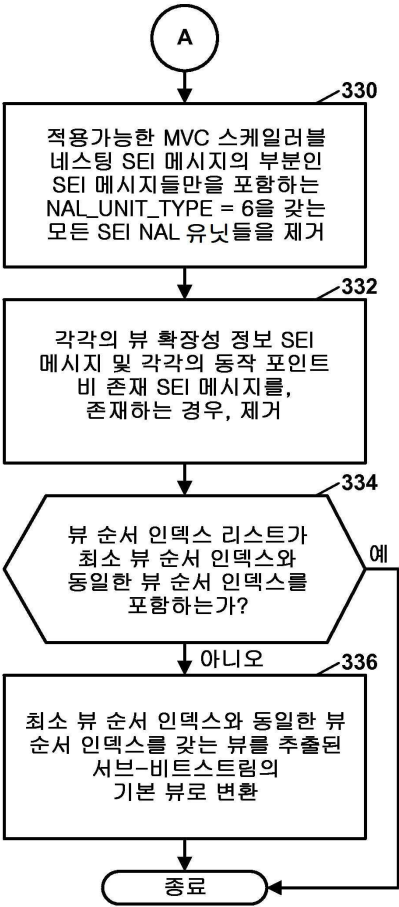 A
330
적용가능한 MVC 스케일러블
네스팅 SEI 메시지의 부분인
SEI 메시지들만을 포함하는
NAL_UNIT_TYPE = 6을 갖는
모든 SEI NAL 유닛들을 제거
332
각각의 뷰 확장성 정보 SEI
메시지 및 각각의 동작 포인트
비 존재 SEI 메시지를,
존재하는 경우, 제거
334
뷰 순서 인덱스 리스트가
최소 뷰 순서 인덱스와
동일한 뷰 순서 인덱스를
포함하는가?
예
아니오
336
최소 뷰 순서 인덱스와 동일한 뷰
순서 인덱스를 갖는 뷰를 추출된
서브-비트스트림의
기본 뷰로 변환
종료